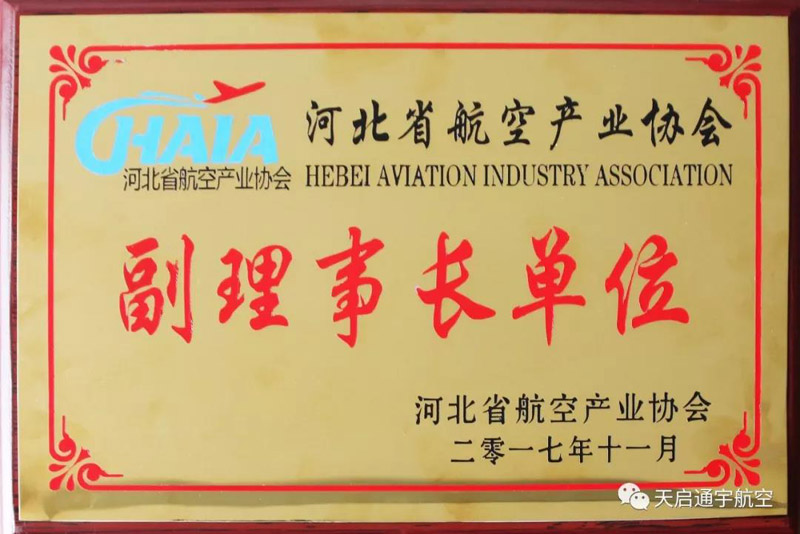 CHAIA
河北省航空产业协会
河北省航空产业协会
HEBEI AVIATION INDUSTRY ASSOCIATION
副理事长单位
河北省航空产业协会
二零一七年十一月
天启通宇航空